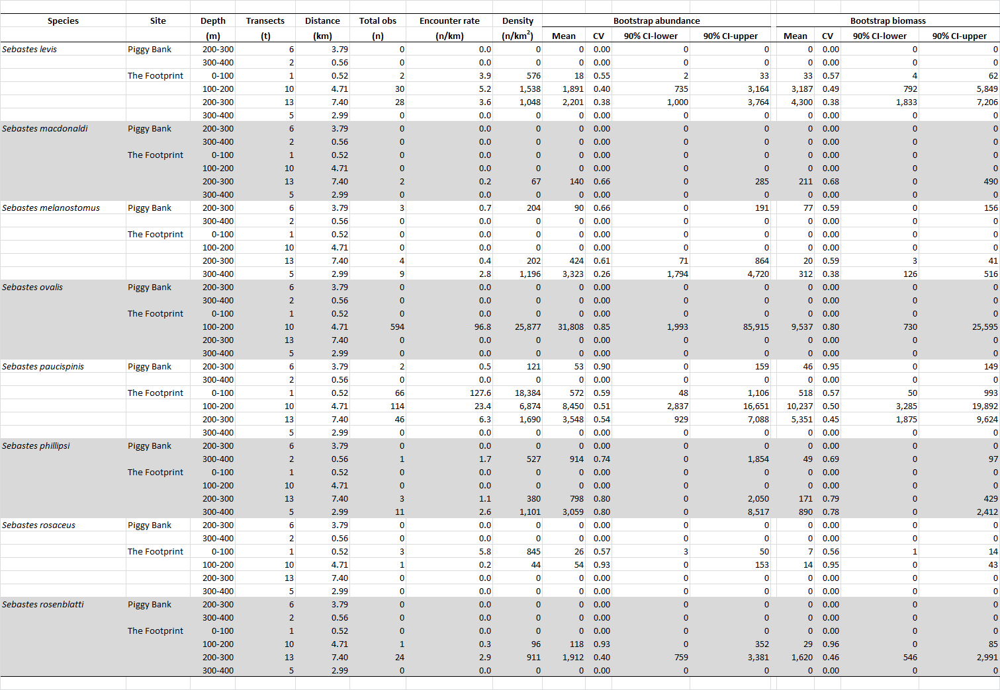 Species Site Depth Transects Distance Total obs Encounter rate Density Bootstrap abundance Bootstrap biomass
(m) (t) (km) (n) (n/km) (n/km²) Mean CV 90% CI-lower 90% CI-upper Mean CV 90% CI-lower 90% CI-upper
Sebastes levis Piggy Bank 200-300 6 3.79 0 0.0 0 0 0.00 0 0 0 0.00 0 0
300-400 2 0.56 0 0.0 0 0 0.00 0 0 0 0.00 0 0
The Footprint 0-100 1 0.52 2 3.9 576 18 0.55 2 33 33 0.57 4 62
100-200 10 4.71 30 5.2 1,538 1,891 0.40 735 3,164 3,187 0.49 792 5,849
200-300 13 7.40 28 3.6 1,048 2,201 0.38 1,000 3,764 4,300 0.38 1,833 7,206
300-400 5 2.99 0 0.0 0 0 0.00 0 0 0 0.00 0 0
Sebastes macdonaldi Piggy Bank 200-300 6 3.79 0 0.0 0 0 0.00 0 0 0 0.00 0 0
300-400 2 0.56 0 0.0 0 0 0.00 0 0 0 0.00 0 0
The Footprint 0-100 1 0.52 0 0.0 0 0 0.00 0 0 0 0.00 0 0
100-200 10 4.71 0 0.0 0 0 0.00 0 0 0 0.00 0 0
200-300 13 7.40 2 0.2 67 140 0.66 0 285 211 0.68 0 490
300-400 5 2.99 0 0.0 0 0 0.00 0 0 0 0.00 0 0
Sebastes melanostomus Piggy Bank 200-300 6 3.79 3 0.7 204 90 0.66 0 191 77 0.59 0 156
300-400 2 0.56 0 0.0 0 0 0.00 0 0 0 0.00 0 0
The Footprint 0-100 1 0.52 0 0.0 0 0 0.00 0 0 0 0.00 0 0
100-200 10 4.71 0 0.0 0 0 0.00 0 0 0 0.00 0 0
200-300 13 7.40 4 0.4 202 424 0.61 71 864 20 0.59 3 41
300-400 5 2.99 9 2.8 1,196 3,323 0.26 1,794 4,720 312 0.38 126 516
Sebastes ovalis Piggy Bank 200-300 6 3.79 0 0.0 0 0 0.00 0 0 0 0.00 0 0
300-400 2 0.56 0 0.0 0 0 0.00 0 0 0 0.00 0 0
The Footprint 0-100 1 0.52 0 0.0 0 0 0.00 0 0 0 0.00 0 0
100-200 10 4.71 594 96.8 25,877 31,808 0.85 1,993 85,915 9,537 0.80 730 25,595
200-300 13 7.40 0 0.0 0 0 0.00 0 0 0 0.00 0 0
300-400 5 2.99 0 0.0 0 0 0.00 0 0 0 0.00 0 0
Sebastes paucispinis Piggy Bank 200-300 6 3.79 2 0.5 121 53 0.90 0 159 46 0.95 0 149
300-400 2 0.56 0 0.0 0 0 0.00 0 0 0 0.00 0 0
The Footprint 0-100 1 0.52 66 127.6 18,384 572 0.59 48 1,106 518 0.57 50 993
100-200 10 4.71 114 23.4 6,874 8,450 0.51 2,837 16,651 10,237 0.50 3,285 19,892
200-300 13 7.40 46 6.3 1,690 3,548 0.54 929 7,088 5,351 0.45 1,875 9,624
300-400 5 2.99 0 0.0 0 0 0.00 0 0 0 0.00 0 0
Sebastes phillipsi Piggy Bank 200-300 6 3.79 0 0.0 0 0 0.00 0 0 0 0.00 0 0
300-400 2 0.56 1 1.7 527 914 0.74 0 1,854 49 0.69 0 97
The Footprint 0-100 1 0.52 0 0.0 0 0 0.00 0 0 0 0.00 0 0
100-200 10 4.71 0 0.0 0 0 0.00 0 0 0 0.00 0 0
200-300 13 7.40 3 1.1 380 798 0.80 0 2,050 171 0.79 0 429
300-400 5 2.99 11 2.6 1,101 3,059 0.80 0 8,517 890 0.78 0 2,412
Sebastes rosaceus Piggy Bank 200-300 6 3.79 0 0.0 0 0 0.00 0 0 0 0.00 0 0
300-400 2 0.56 0 0.0 0 0 0.00 0 0 0 0.00 0 0
The Footprint 0-100 1 0.52 3 5.8 845 26 0.57 3 50 7 0.56 1 14
100-200 10 4.71 1 0.2 44 54 0.93 0 153 14 0.95 0 43
200-300 13 7.40 0 0.0 0 0 0.00 0 0 0 0.00 0 0
300-400 5 2.99 0 0.0 0 0 0.00 0 0 0 0.00 0 0
Sebastes rosenblatti Piggy Bank 200-300 6 3.79 0 0.0 0 0 0.00 0 0 0 0.00 0 0
300-400 2 0.56 0 0.0 0 0 0.00 0 0 0 0.00 0 0
The Footprint 0-100 1 0.52 0 0.0 0 0 0.00 0 0 0 0.00 0 0
100-200 10 4.71 1 0.3 96 118 0.93 0 352 29 0.96 0 85
200-300 13 7.40 24 2.9 911 1,912 0.40 759 3,381 1,620 0.46 546 2,991
300-400 5 2.99 0 0.0 0 0 0.00 0 0 0 0.00 0 0